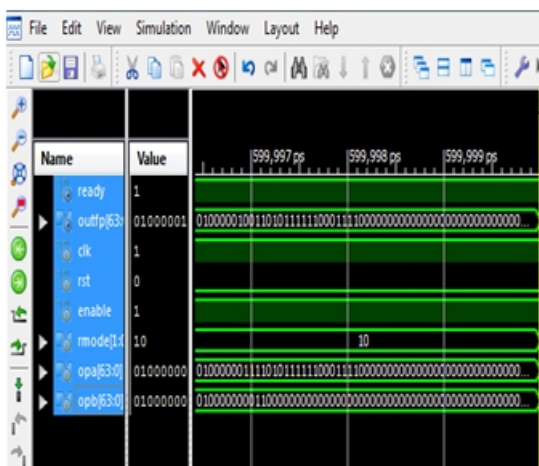 File Edit View Simulation Window Layout Help
599,997 ps 599,998 ps 599,999 ps
Name Value
ready 1
outfp[63: 01000001 0100000100110101111110001111000000000000000000000000000...
clk 1
rst 0
enable 1
rmode[1:0 10 10
opa[63:0] 01000000 0100000011110101111110001111000000000000000000000000000...
opb[63:0] 01000000 0100000000110000000000000000000000000000000000000000000...